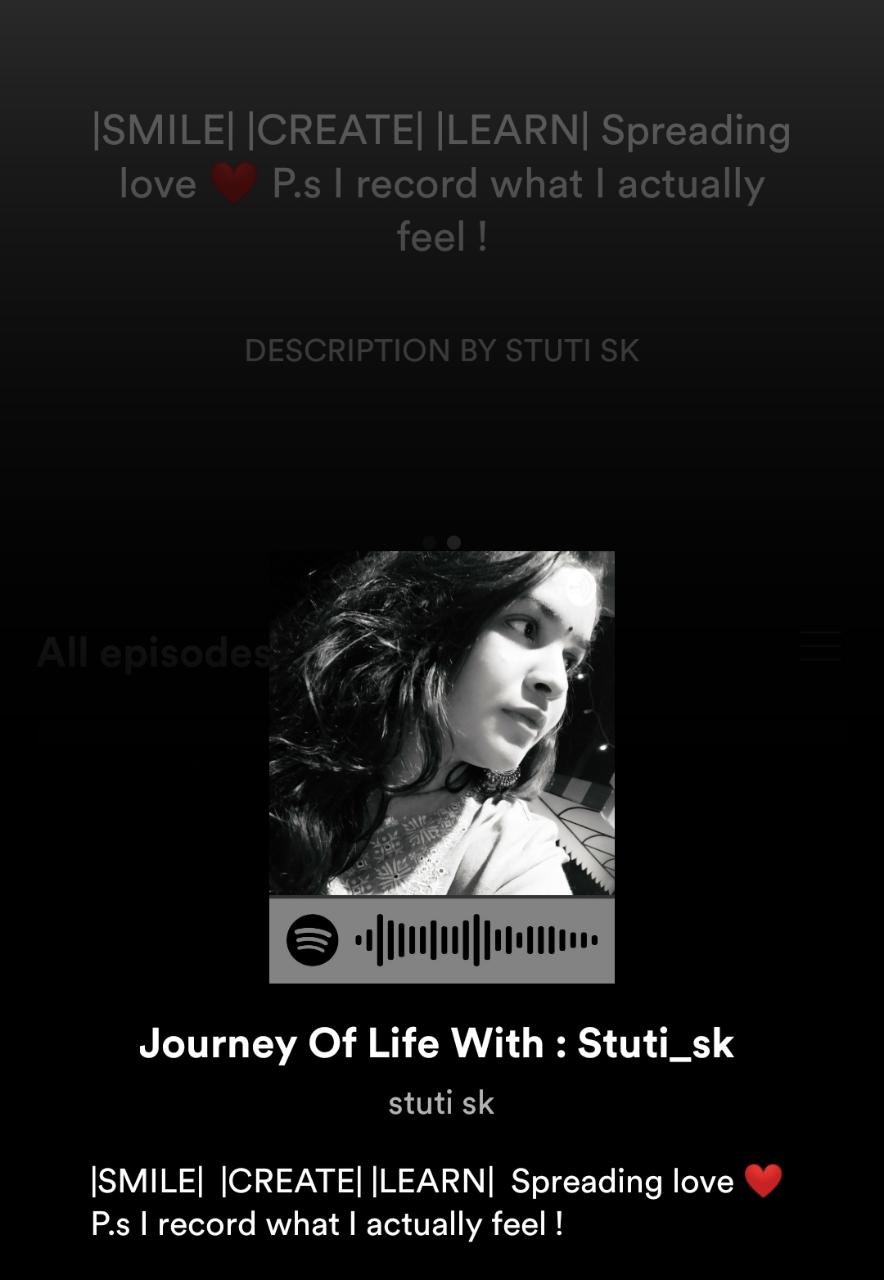 |SMILE| |CREATE| |LEARN| Spreading
love ❤️ P.s I record what I actually
feel !
DESCRIPTION BY STUTI SK
All episodes
Journey Of Life With : Stuti_sk
stuti sk
|SMILE|  |CREATE| |LEARN|  Spreading love ❤️
P.s I record what I actually feel !